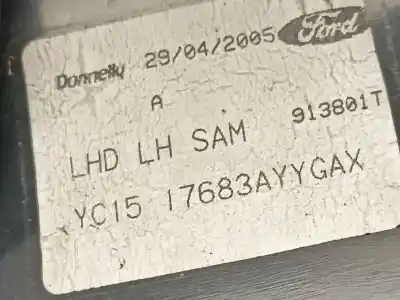 Donnelly 29/04/2005 Ford
A
LHD LH SAM 913801T
YC15 17683AYYGAX